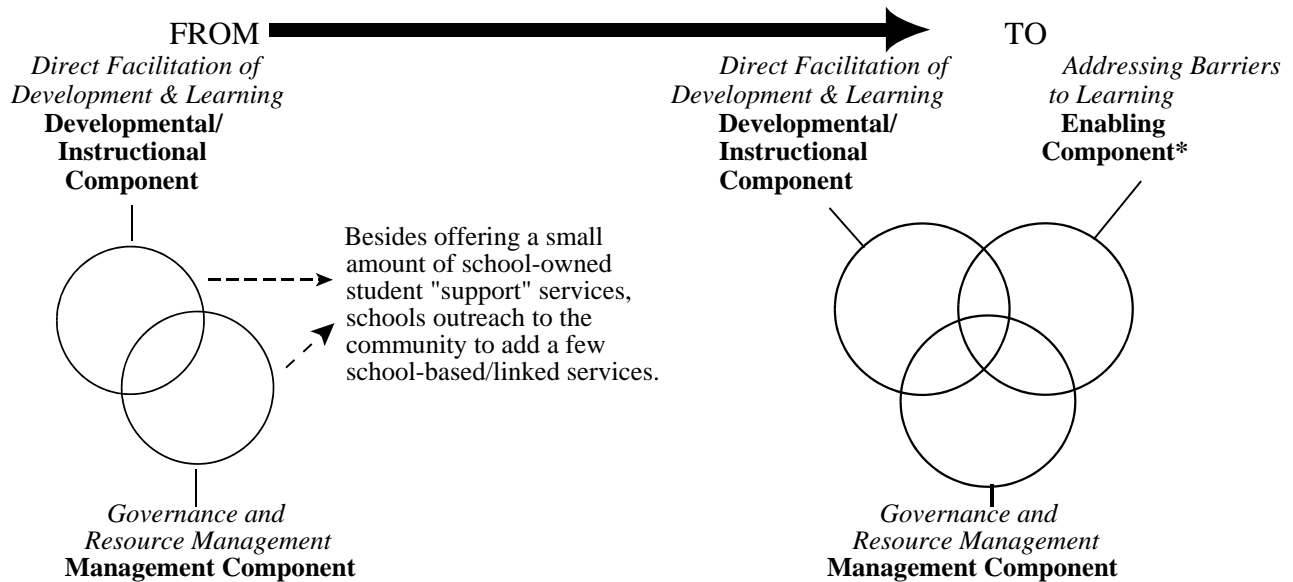 FROM
TO
Direct Facilitation of
Development & Learning
Developmental/
Instructional
Component
Besides offering a small
amount of school-owned
student "support" services,
schools outreach to the
community to add a few
school-based/linked services.
Governance and
Resource Management
Management Component
Direct Facilitation of
Development & Learning
Developmental/
Instructional
Component
Addressing Barriers
to Learning
Enabling
Component*
Governance and
Resource Management
Management Component